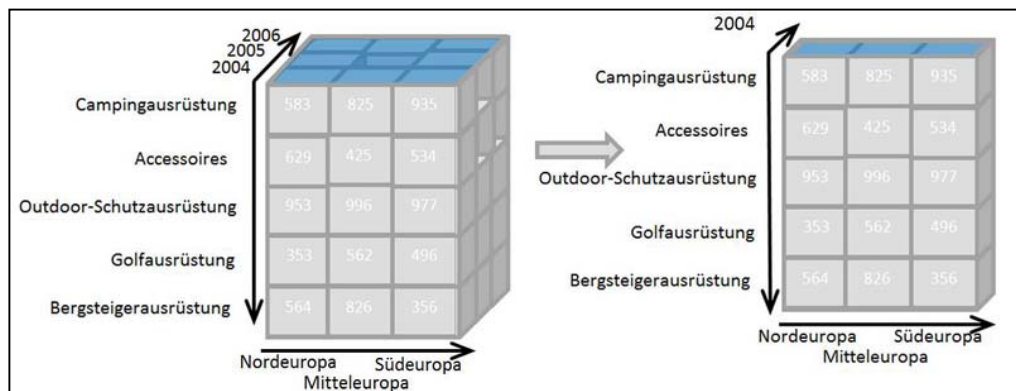 2006
2005
2004
Campingausrüstung 583 825 935
Accessoires 629 425 534
Outdoor-Schutzausrüstung 953 996 977
Golfausrüstung 353 562 496
Bergsteigerausrüstung 564 826 356
Nordeuropa Südeuropa
Mitteleuropa
2004
Campingausrüstung 583 825 935
Accessoires 629 425 534
Outdoor-Schutzausrüstung 953 996 977
Golfausrüstung 353 562 496
Bergsteigerausrüstung 564 826 356
Nordeuropa Südeuropa
Mitteleuropa